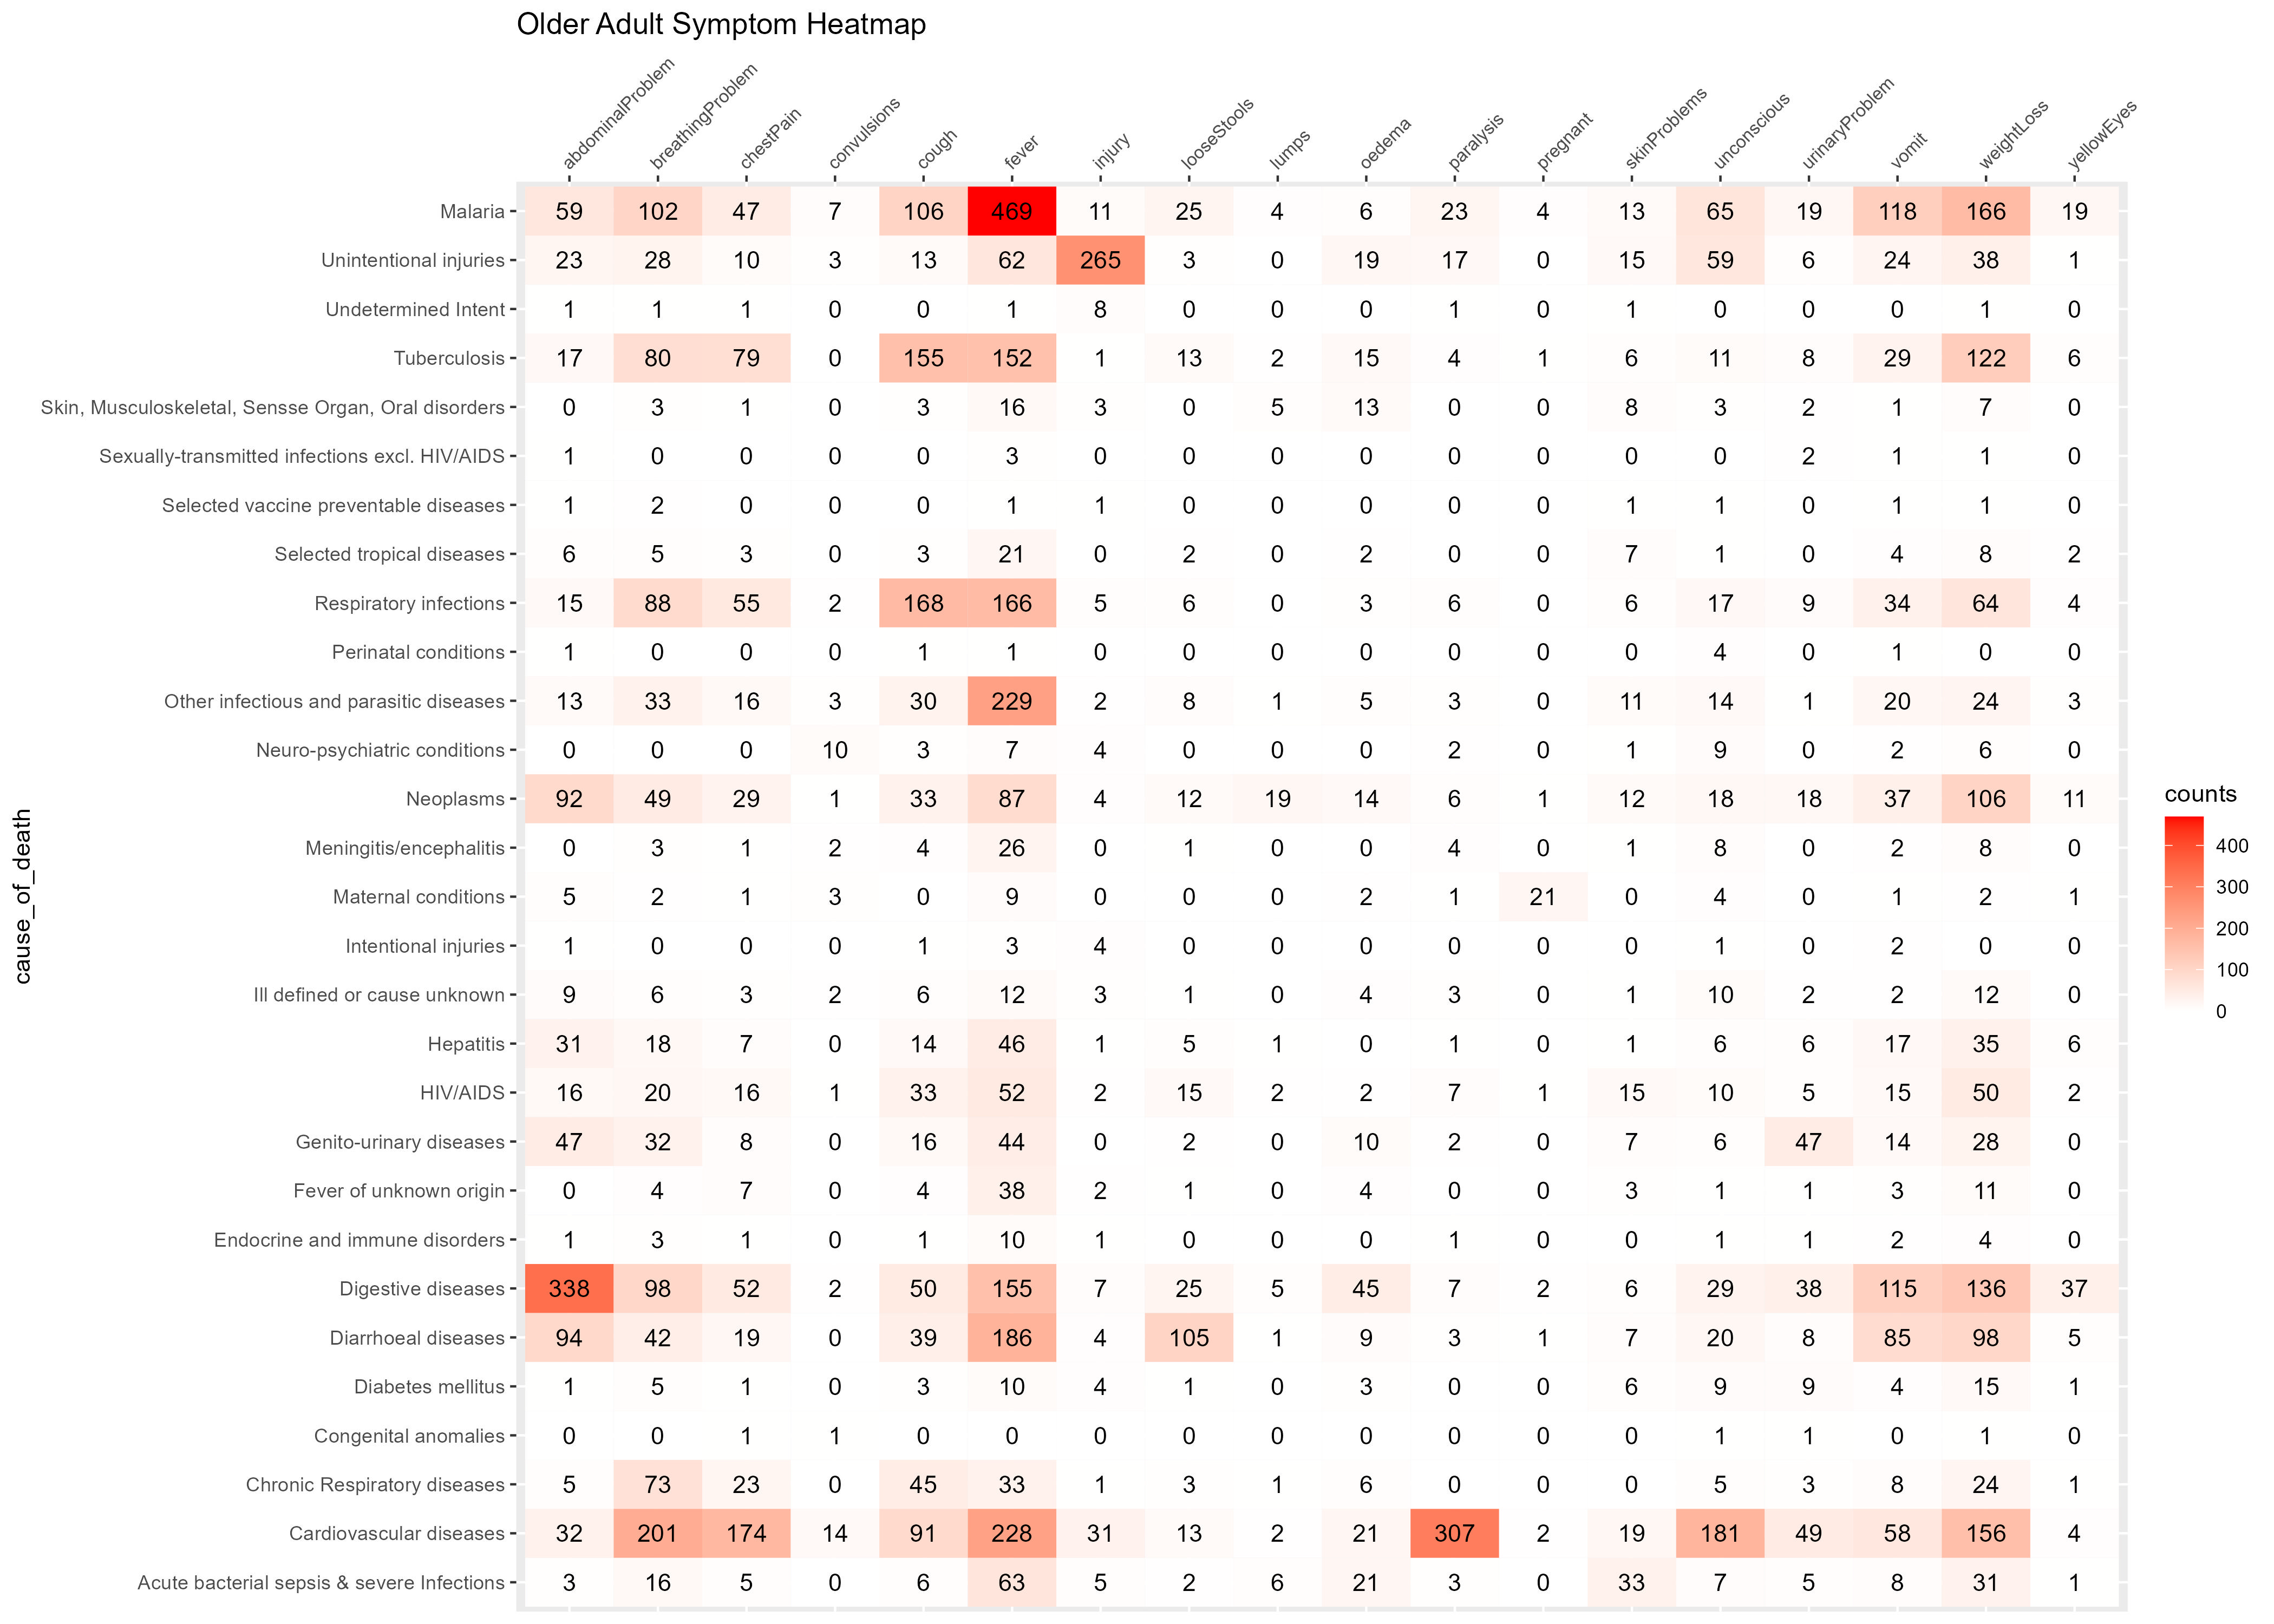 Older Adult Symptom Heatmap
abdominalProblem breathingProblem chestPain convulsions cough fever injury looseStools lumps oedema paralysis pregnant skinProblems unconscious urinaryProblem vomit weightLoss yellowEyes
Malaria 59 102 47 7 106 469 11 25 4 6 23 4 13 65 19 118 166 19
Unintentional injuries 23 28 10 3 13 62 265 3 0 19 17 0 15 59 6 24 38 1
Undetermined Intent 1 1 1 0 0 1 8 0 0 0 1 0 1 0 0 0 1 0
Tuberculosis 17 80 79 0 155 152 1 13 2 15 4 1 6 11 8 29 122 6
Skin, Musculoskeletal, Sensse Organ, Oral disorders 0 3 1 0 3 16 3 0 5 13 0 0 8 3 2 1 7 0
Sexually-transmitted infections excl. HIV/AIDS 1 0 0 0 0 3 0 0 0 0 0 0 0 0 2 1 1 0
Selected vaccine preventable diseases 1 2 0 0 0 1 1 0 0 0 0 0 1 1 0 1 1 0
Selected tropical diseases 6 5 3 0 3 21 0 2 0 2 0 0 7 1 0 4 8 2
Respiratory infections 15 88 55 2 168 166 5 6 0 3 6 0 6 17 9 34 64 4
Perinatal conditions 1 0 0 0 1 1 0 0 0 0 0 0 0 4 0 1 0 0
Other infectious and parasitic diseases 13 33 16 3 30 229 2 8 1 5 3 0 11 14 1 20 24 3
Neuro-psychiatric conditions 0 0 0 10 3 7 4 0 0 0 2 0 1 9 0 2 6 0
Neoplasms 92 49 29 1 33 87 4 12 19 14 6 1 12 18 18 37 106 11
Meningitis/encephalitis 0 3 1 2 4 26 0 1 0 0 4 0 1 8 0 2 8 0
Maternal conditions 5 2 1 3 0 9 0 0 0 2 1 21 0 4 0 1 2 1
Intentional injuries 1 0 0 0 1 3 4 0 0 0 0 0 0 1 0 2 0 0
Ill defined or cause unknown 9 6 3 2 6 12 3 1 0 4 3 0 1 10 2 2 12 0
Hepatitis 31 18 7 0 14 46 1 5 1 0 1 0 1 6 6 17 35 6
HIV/AIDS 16 20 16 1 33 52 2 15 2 2 7 1 15 10 5 15 50 2
Genito-urinary diseases 47 32 8 0 16 44 0 2 0 10 2 0 7 6 47 14 28 0
Fever of unknown origin 0 4 7 0 4 38 2 1 0 4 0 0 3 1 1 3 11 0
Endocrine and immune disorders 1 3 1 0 1 10 1 0 0 0 1 0 0 1 1 2 4 0
Digestive diseases 338 98 52 2 50 155 7 25 5 45 7 2 6 29 38 115 136 37
Diarrhoeal diseases 94 42 19 0 39 186 4 105 1 9 3 1 7 20 8 85 98 5
Diabetes mellitus 1 5 1 0 3 10 4 1 0 3 0 0 6 9 9 4 15 1
Congenital anomalies 0 0 1 1 0 0 0 0 0 0 0 0 0 1 1 0 1 0
Chronic Respiratory diseases 5 73 23 0 45 33 1 3 1 6 0 0 0 5 3 8 24 1
Cardiovascular diseases 32 201 174 14 91 228 31 13 2 21 307 2 19 181 49 58 156 4
Acute bacterial sepsis & severe Infections 3 16 5 0 6 63 5 2 6 21 3 0 33 7 5 8 31 1
cause_of_death
counts
400
300
200
100
0